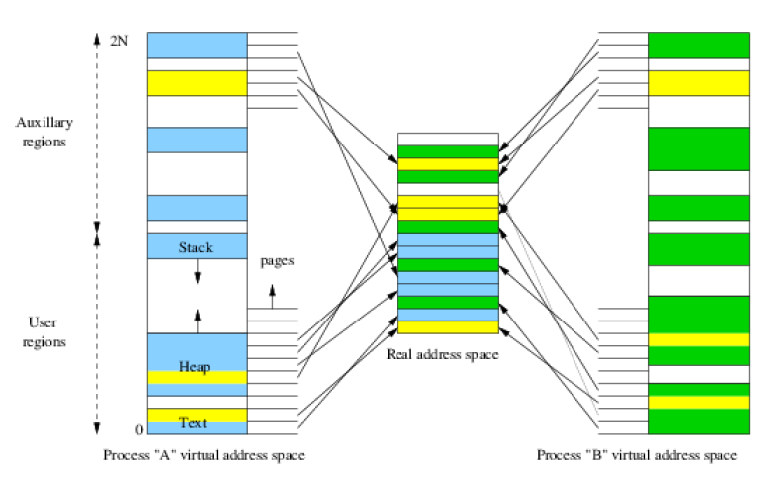 2N
Auxillary
regions
Stack
pages
User
regions
Heap
Real address space
Text
0
Process "A" virtual address space
Process "B" virtual address space